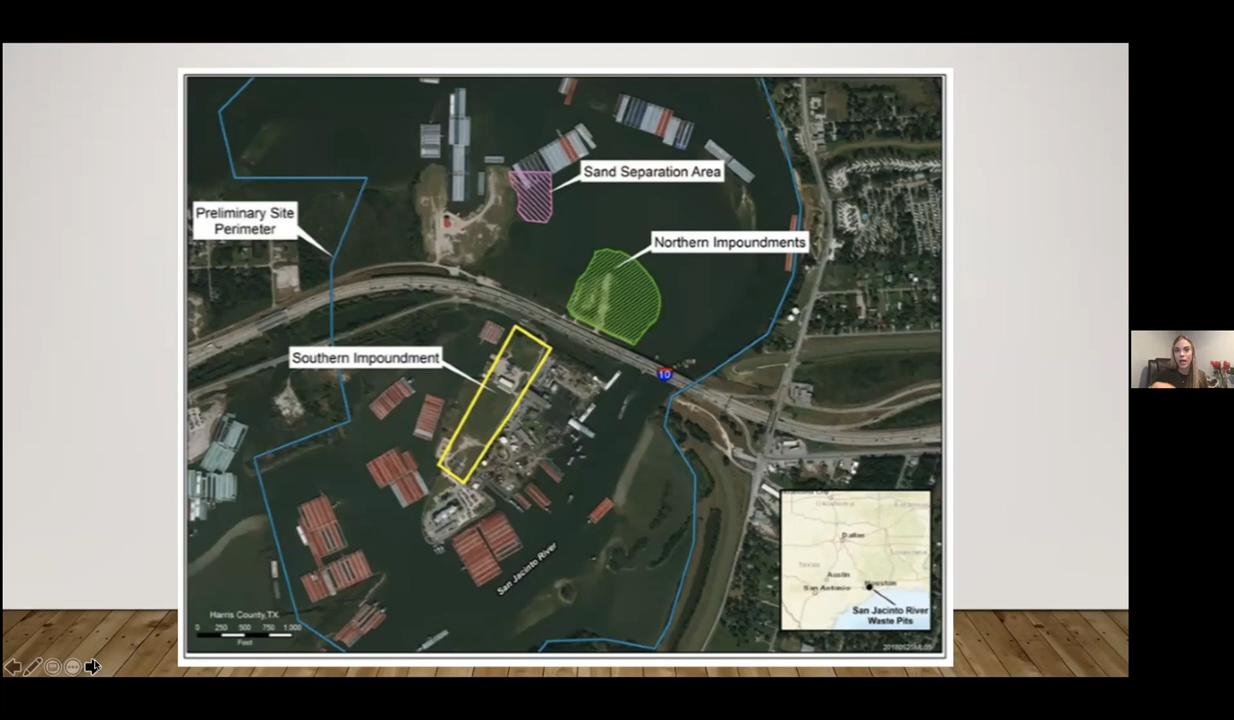 Sand Separation Area
Preliminary Site
Perimeter
Northern Impoundments
Southern Impoundment
10
San Jacinto River
Harris County,TX
0 250 500 750 1,000
Feet
Dallas
Texas
Austin
Houston
San Antonio
San Jacinto River
Waste Pits